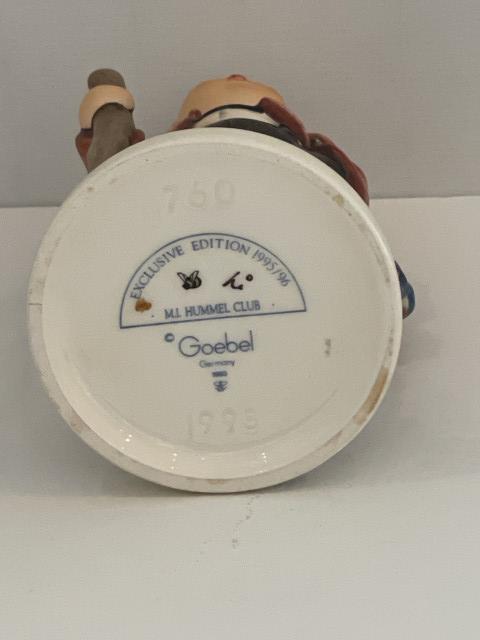 760
EXCLUSIVE EDITION 1995/96
M.I. HUMMEL CLUB
© Goebel
Germany
1995